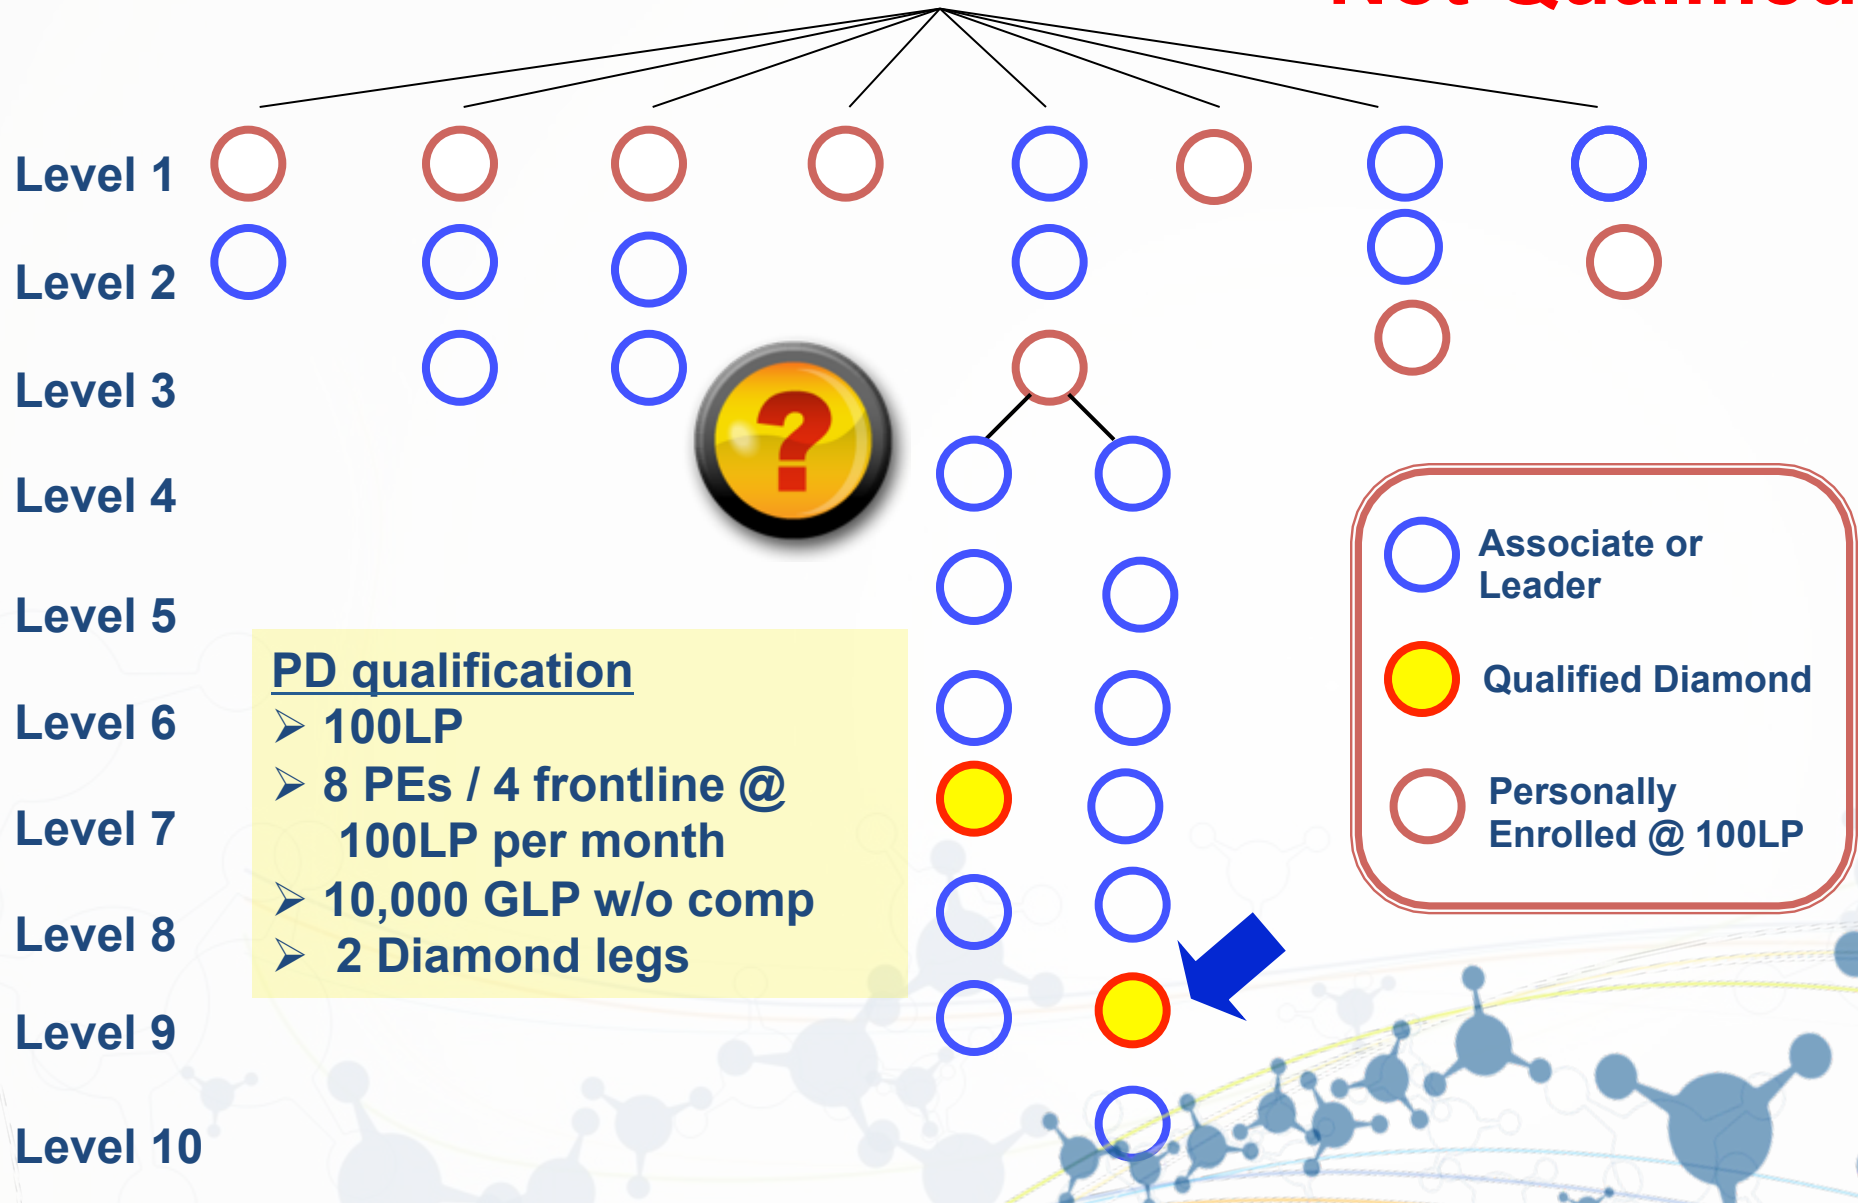 Not Qualified
Level 1
Level 2
Level 3
Level 4
Level 5
Level 6
Level 7
Level 8
Level 9
Level 10
?
PD qualification
➢ 100LP
➢ 8 PEs / 4 frontline @
100LP per month
➢ 10,000 GLP w/o comp
➢ 2 Diamond legs
Associate or
Leader
Qualified Diamond
Personally
Enrolled @ 100LP